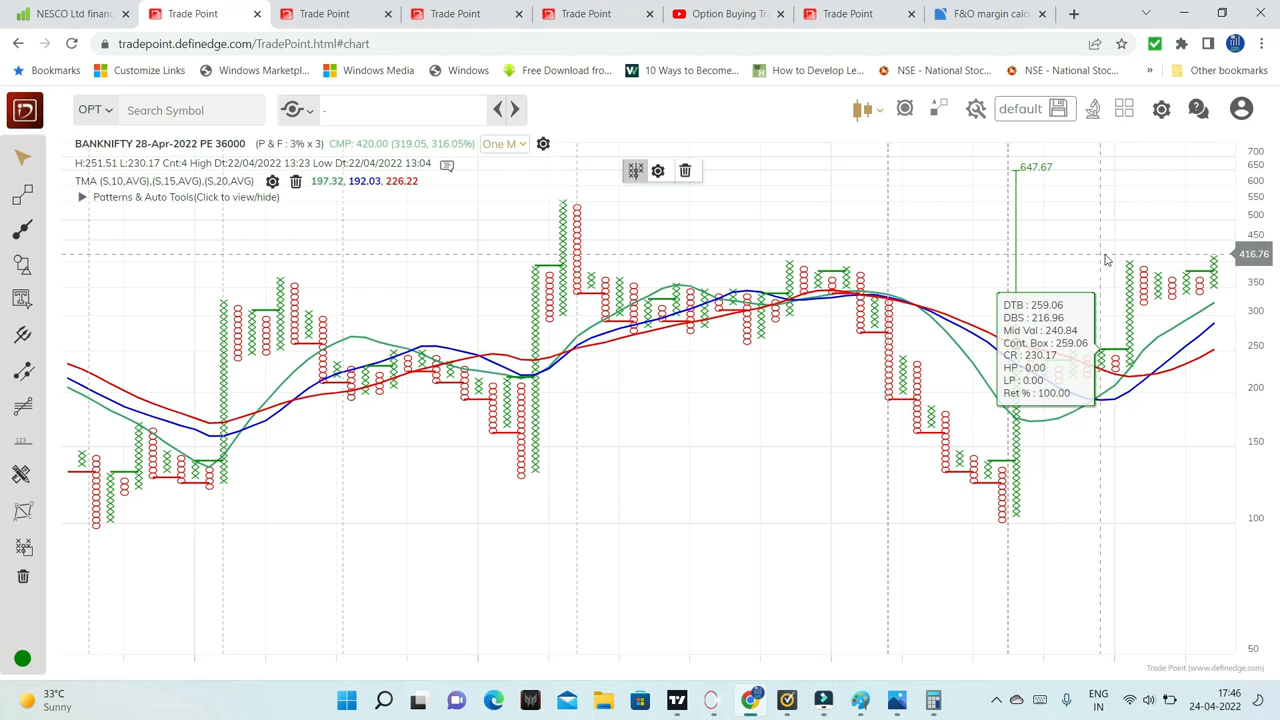 NESCO Ltd financ
Trade Point
Trade Point
Trade Point
Trade Point
Option Buying Tra
Trade Point
F&O margin calcu
tradepoint.definedge.com/TradePoint.html#chart
Bookmarks
Customize Links
Windows Marketpl...
Windows Media
Windows
Free Download fro...
10 Ways to Become...
How to Develop Le...
NSE - National Stoc...
NSE - National Stoc...
Other bookmarks
OPT
Search Symbol
-
default
BANKNIFTY 28-Apr-2022 PE 36000 (P & F : 3% x 3) CMP: 420.00 (319.05, 316.05%) One M
H:251.51 L:230.17 Cnt:4 High Dt:22/04/2022 13:23 Low Dt:22/04/2022 13:04
TMA (S,10,AVG),(S,15,AVG),(S,20,AVG) 197.32, 192.03, 226.22
Patterns & Auto Tools(Click to view/hide)
647.67
700
650
600
550
500
450
416.76
350
300
250
200
150
100
50
DTB : 259.06
DBS : 216.96
Mid Val : 240.84
Cont. Box : 259.06
CR : 230.17
HP : 0.00
LP : 0.00
Ret % : 100.00
123
Trade Point (www.definedge.com)
33°C
Sunny
ENG
IN
17:46
24-04-2022